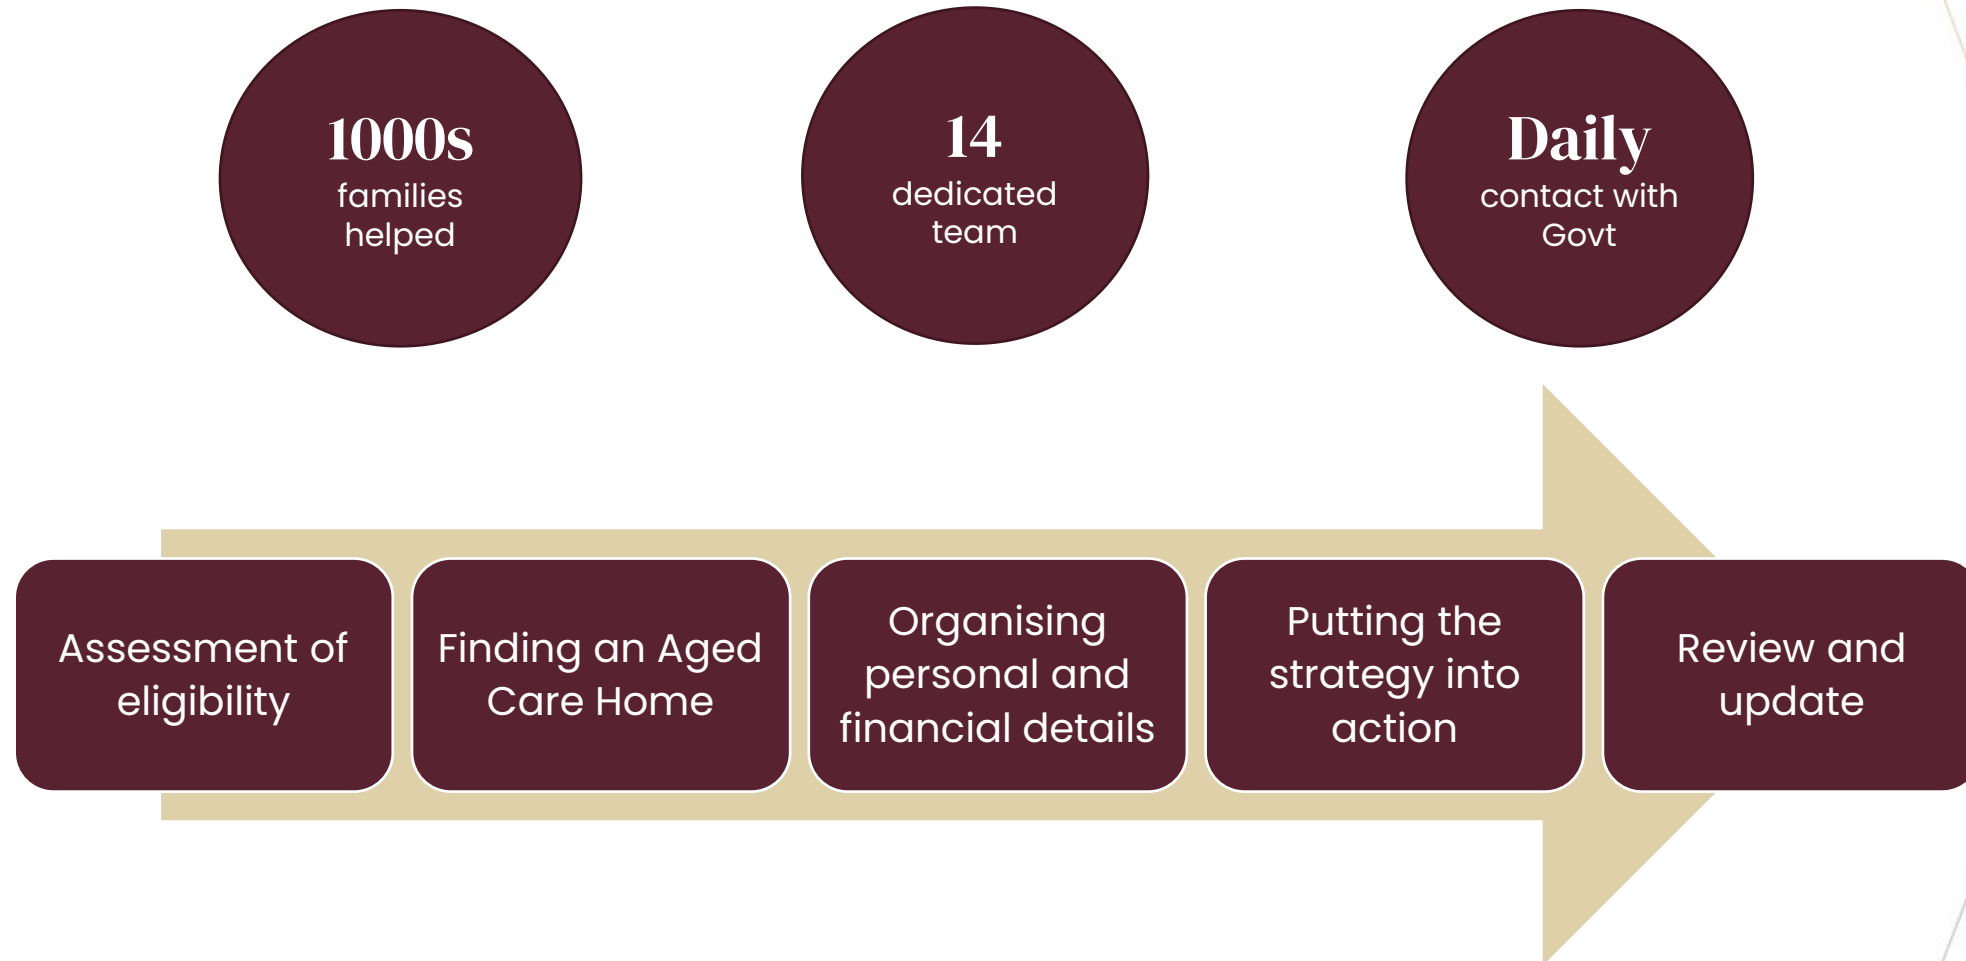 1000s
families
helped
14
dedicated
team
Daily
contact with
Govt
Assessment of
eligibility
Finding an Aged
Care Home
Organising
personal and
financial details
Putting the
strategy into
action
Review and
update